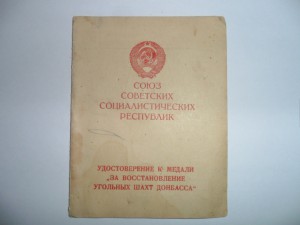 СОЮЗ
СОВЕТСКИХ
СОЦИАЛИСТИЧЕСКИХ
РЕСПУБЛИК
УДОСТОВЕРЕНИЕ К МЕДАЛИ
„ЗА ВОССТАНОВЛЕНИЕ
УГОЛЬНЫХ ШАХТ ДОНБАССА"